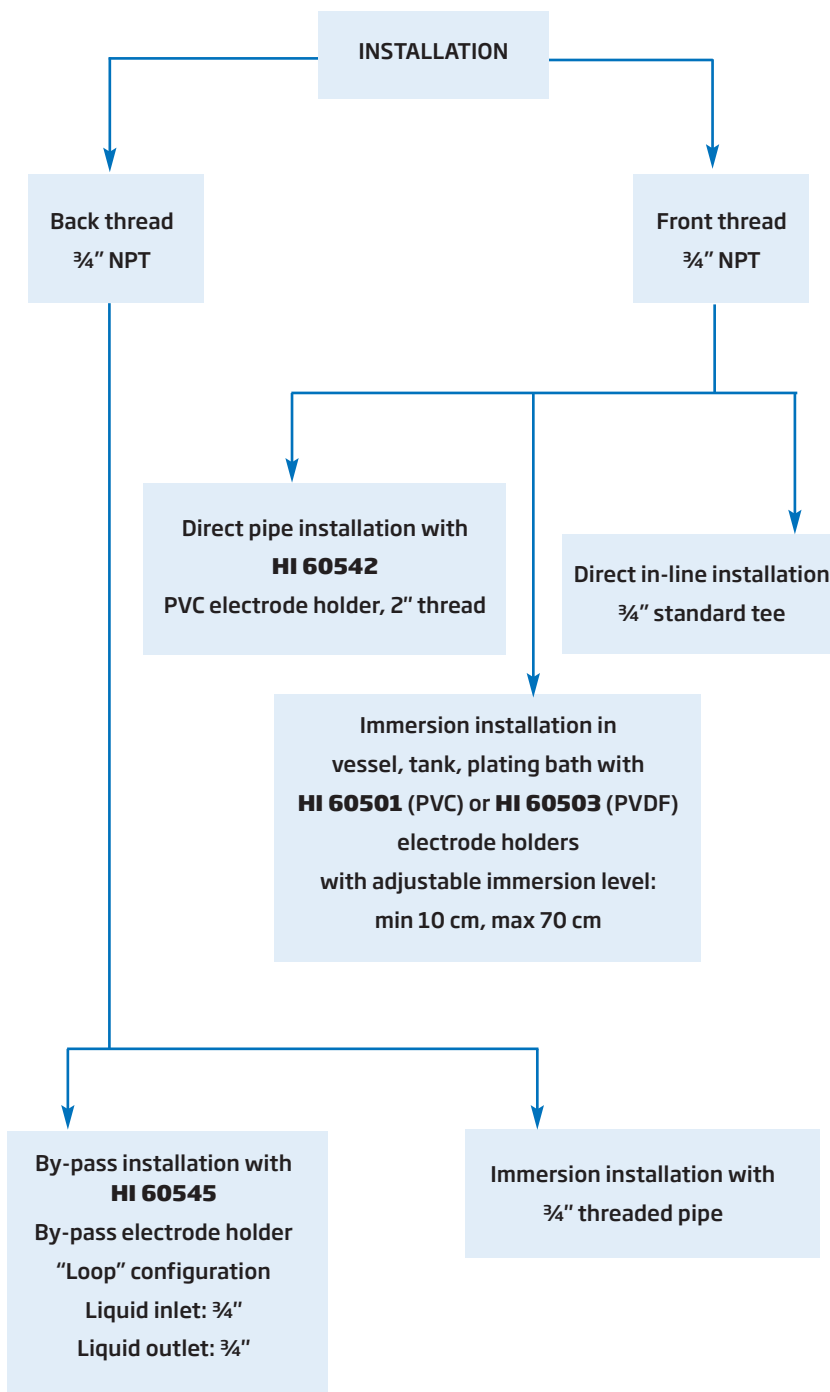 INSTALLATION
Back thread
¾” NPT
Front thread
¾” NPT
Direct pipe installation with
HI 60542
PVC electrode holder, 2” thread
Direct in-line installation
¾” standard tee
Immersion installation in
vessel, tank, plating bath with
HI 60501 (PVC) or HI 60503 (PVDF)
electrode holders
with adjustable immersion level:
min 10 cm, max 70 cm
By-pass installation with
HI 60545
By-pass electrode holder
“Loop” configuration
Liquid inlet: ¾”
Liquid outlet: ¾”
Immersion installation with
¾” threaded pipe